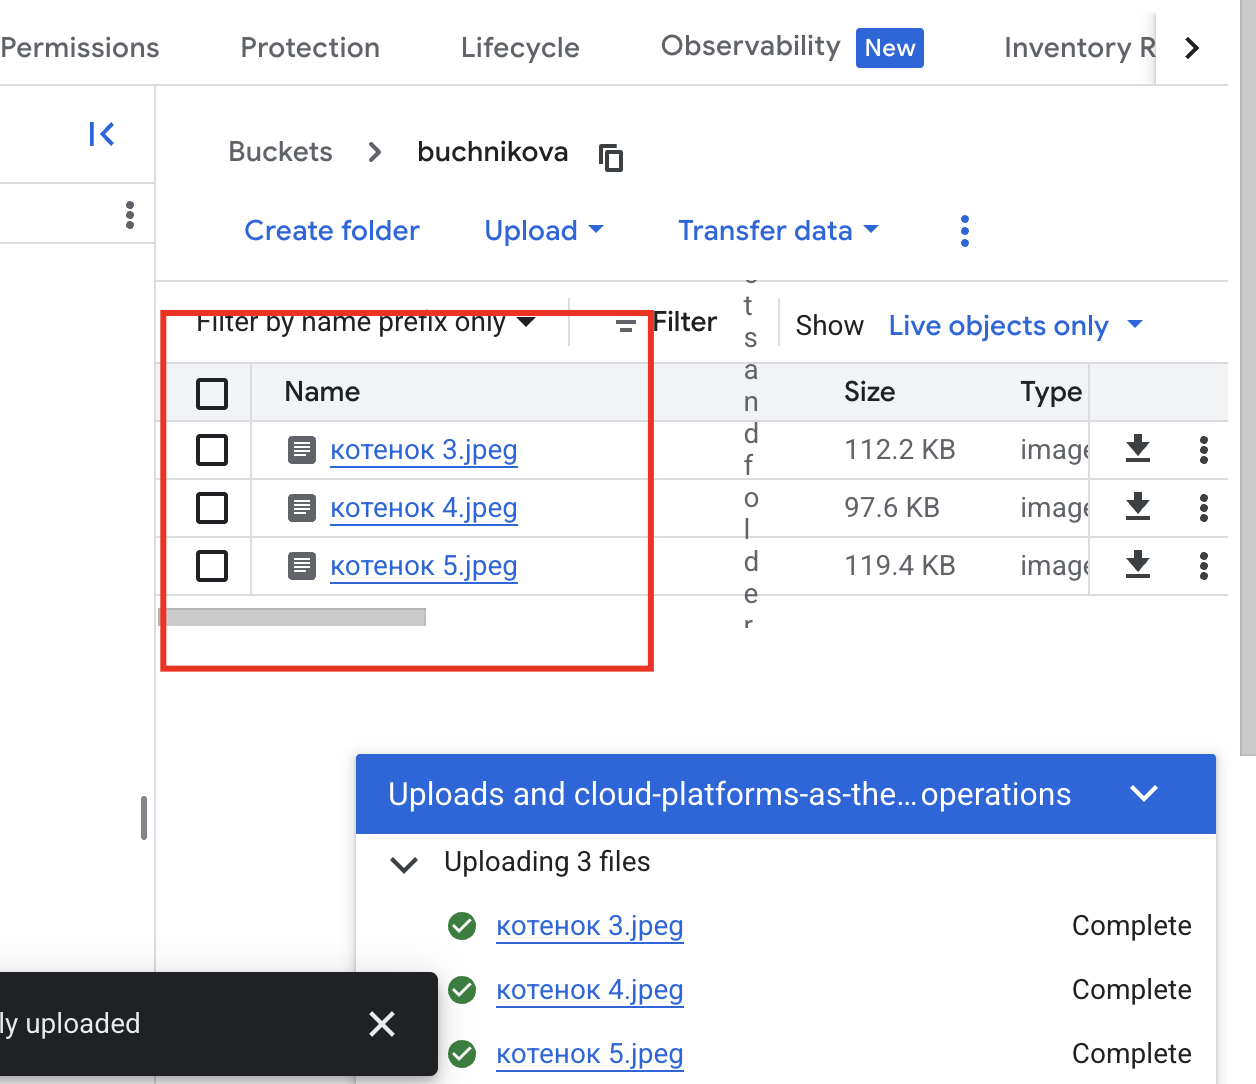 Permissions Protection Lifecycle Observability New Inventory R
Buckets buchnikova
Create folder Upload Transfer data
Filter by name prefix only Filter
t
s
a
n
d
f
o
l
d
e
r
Show Live objects only
Name Size Type
котенок 3.jpeg 112.2 KB image
котенок 4.jpeg 97.6 KB image
котенок 5.jpeg 119.4 KB image
Uploads and cloud-platforms-as-the... operations
Uploading 3 files
котенок 3.jpeg Complete
котенок 4.jpeg Complete
котенок 5.jpeg Complete
ly uploaded